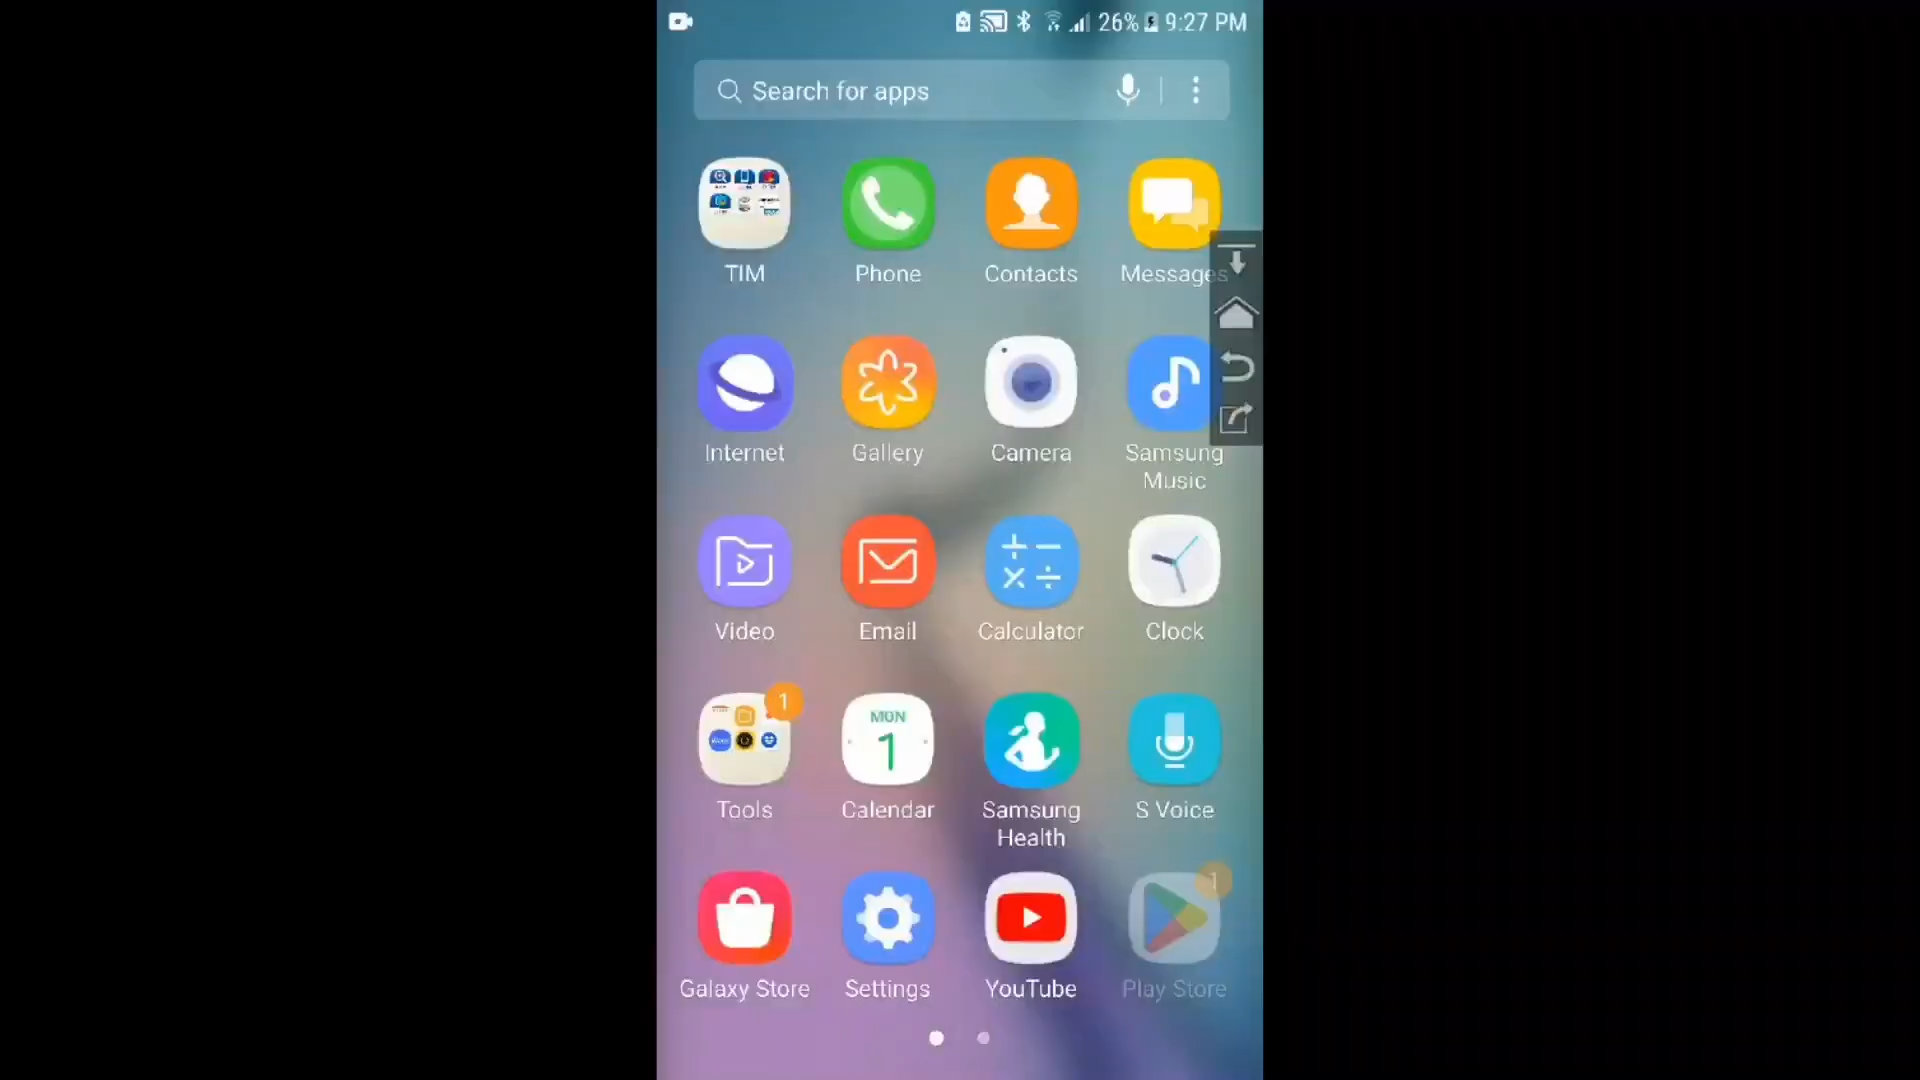 26% 9:27 PM
Search for apps
TIM Phone Contacts Messages
Internet Gallery Camera Samsung Music
Video Email Calculator Clock
1
MON
1
Tools Calendar Samsung Health S Voice
1
Galaxy Store Settings YouTube Play Store